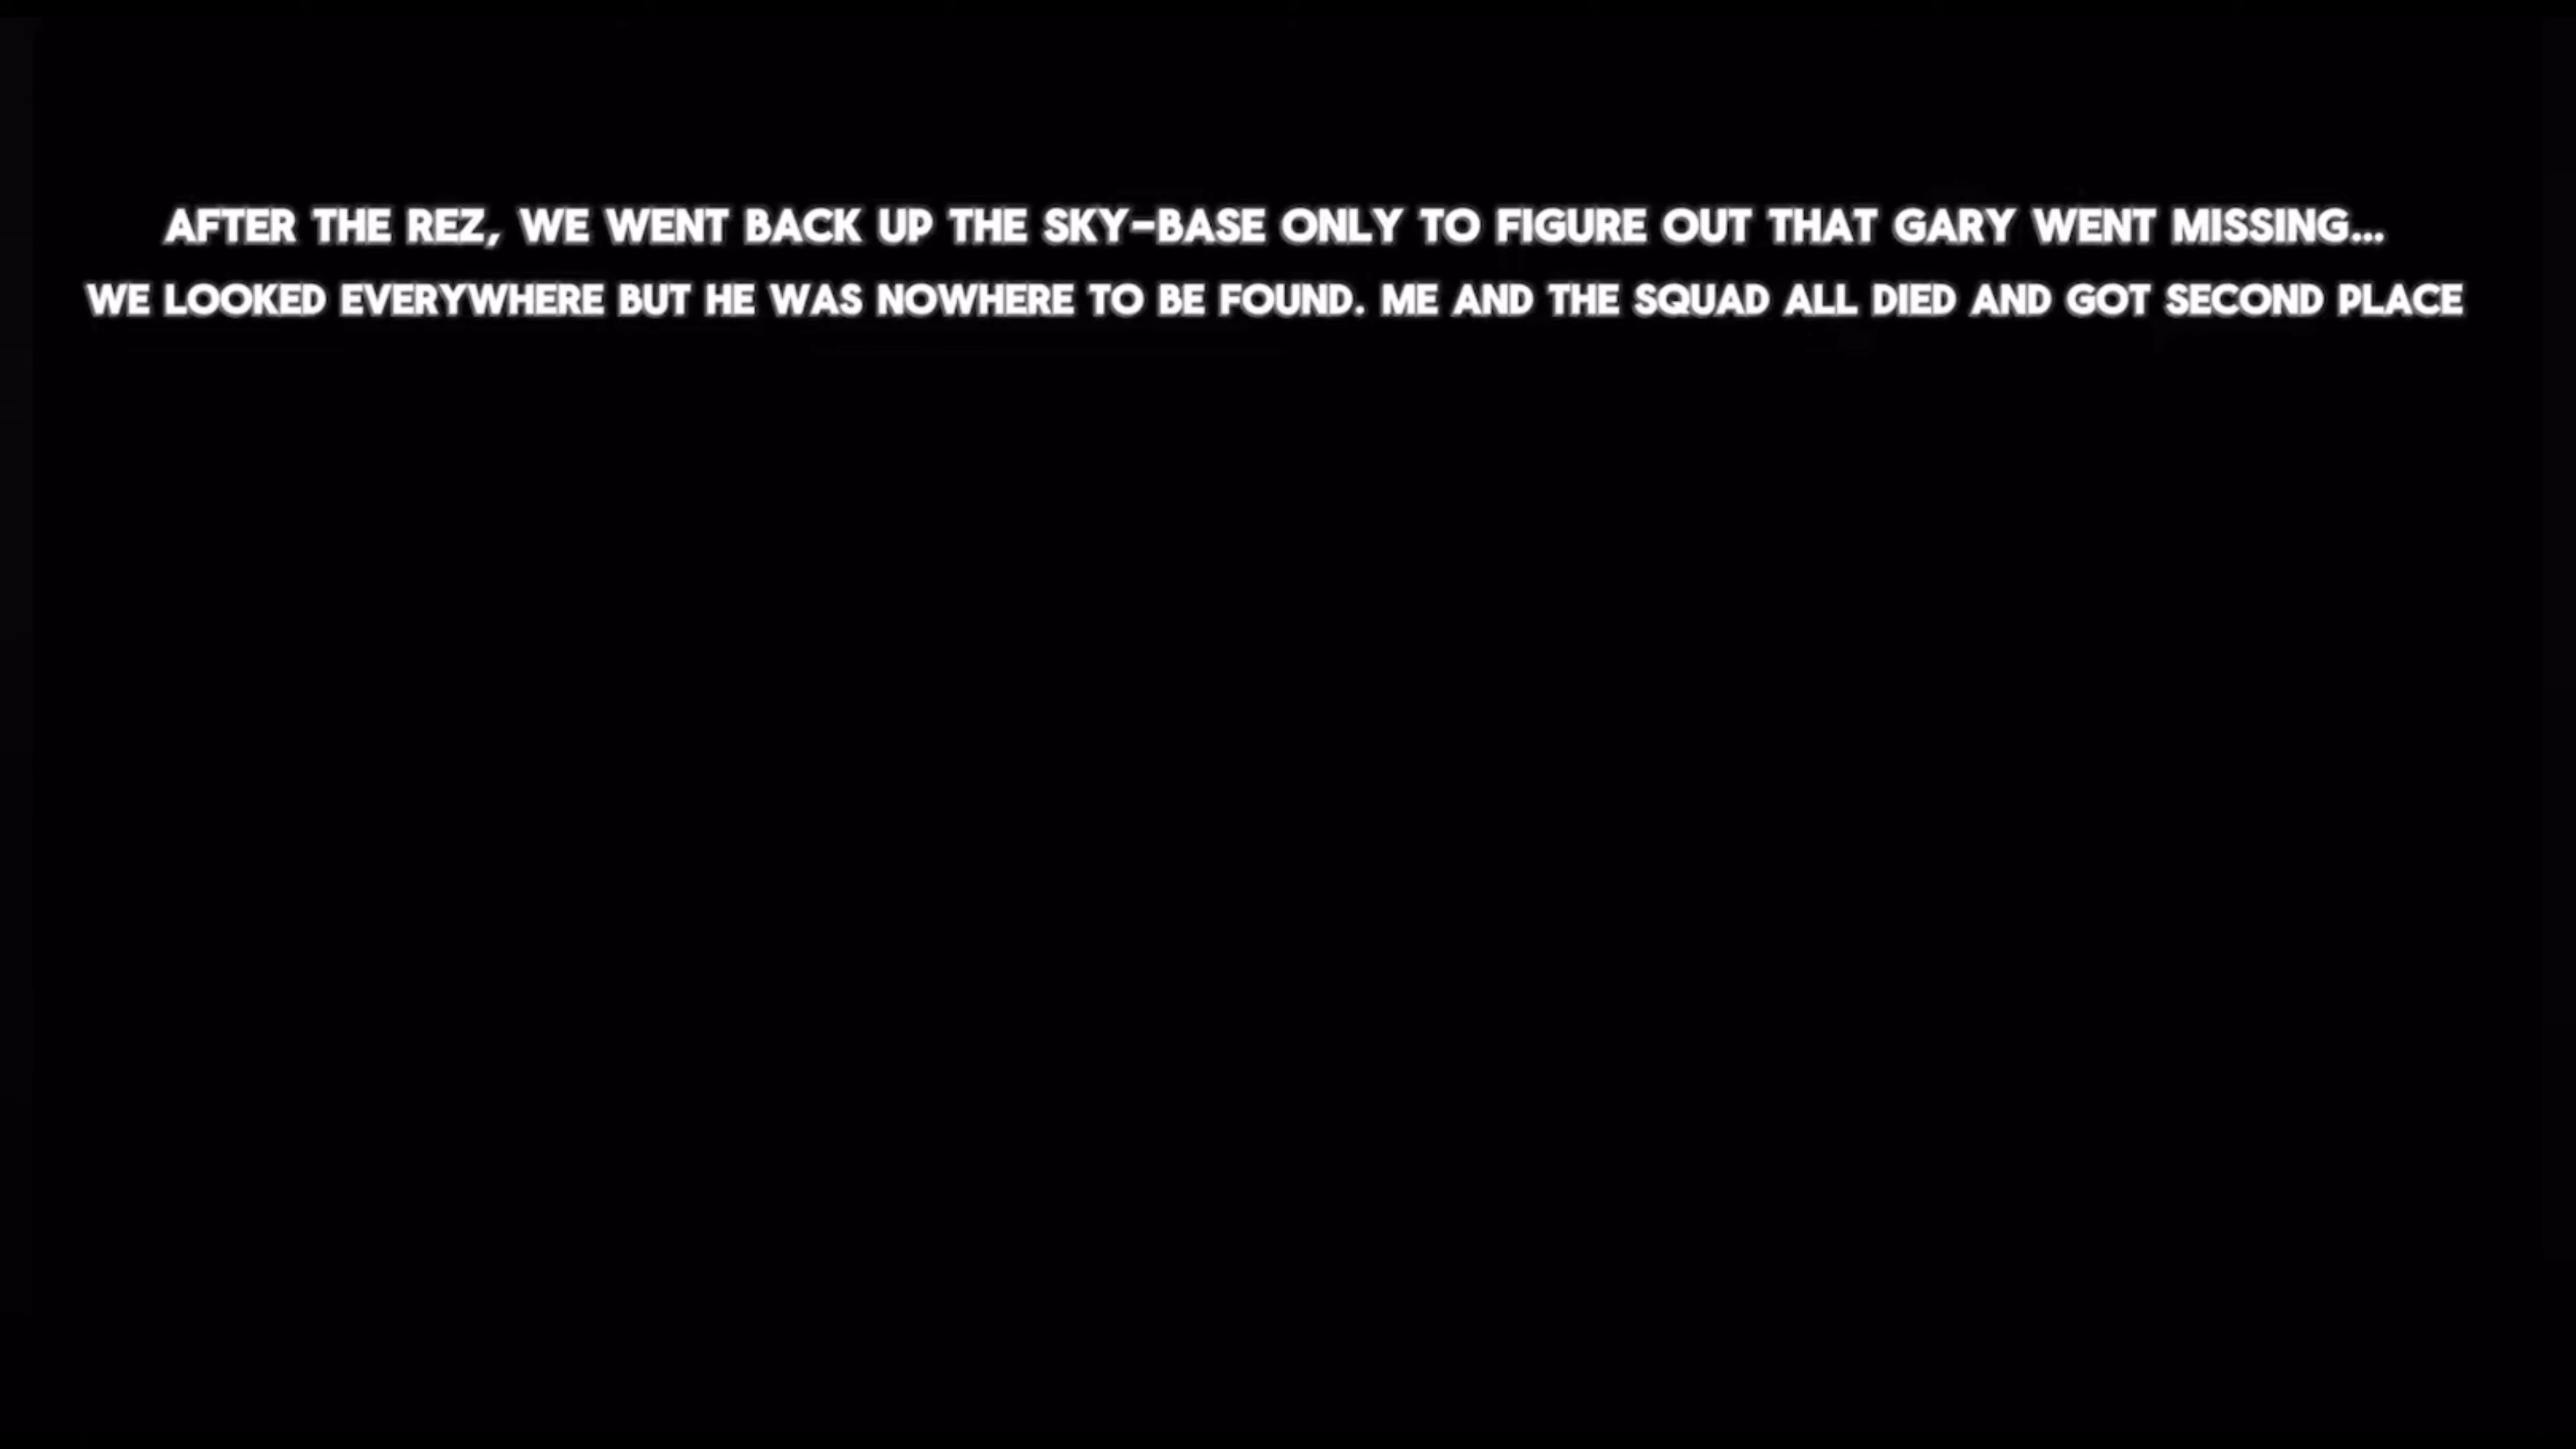 AFTER THE REZ, WE WENT BACK UP THE SKY-BASE ONLY TO FIGURE OUT THAT GARY WENT MISSING...
WE LOOKED EVERYWHERE BUT HE WAS NOWHERE TO BE FOUND. ME AND THE SQUAD ALL DIED AND GOT SECOND PLACE